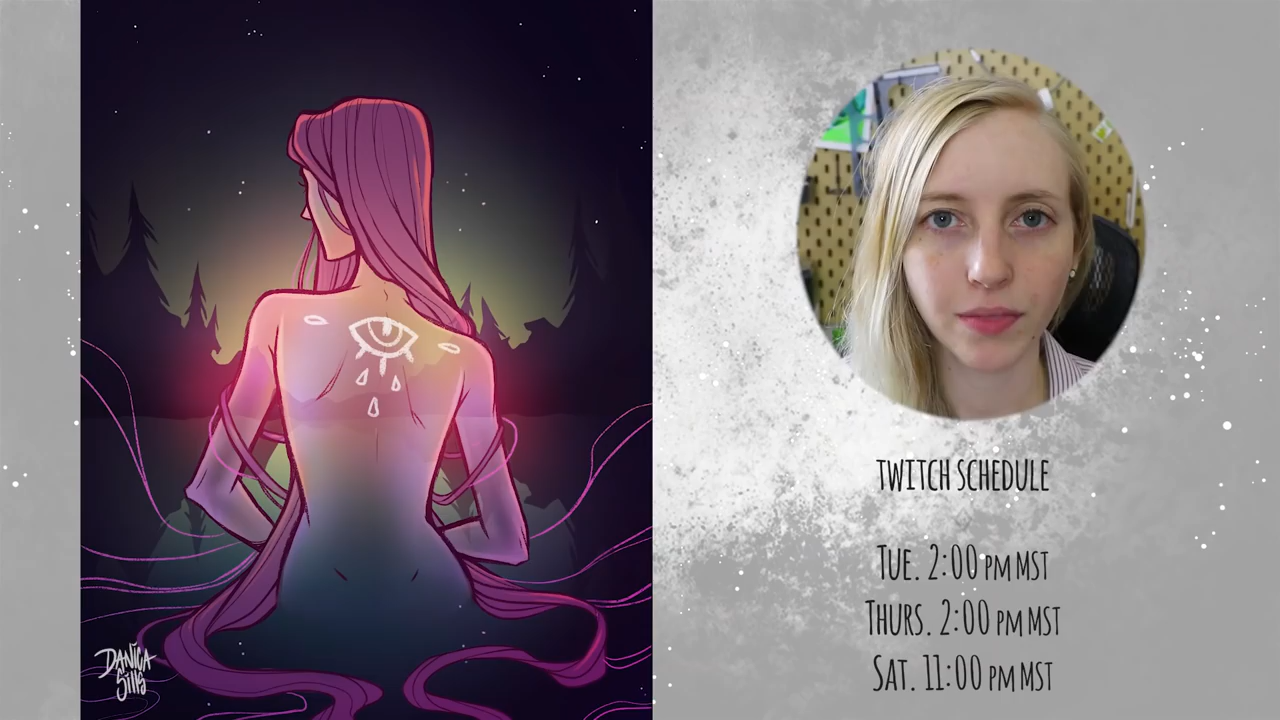 DANICA
SillS
TWITCH SCHEDULE
TUE. 2:00 PM MST
THURS. 2:00 PM MST
SAT. 11:00 PM MST